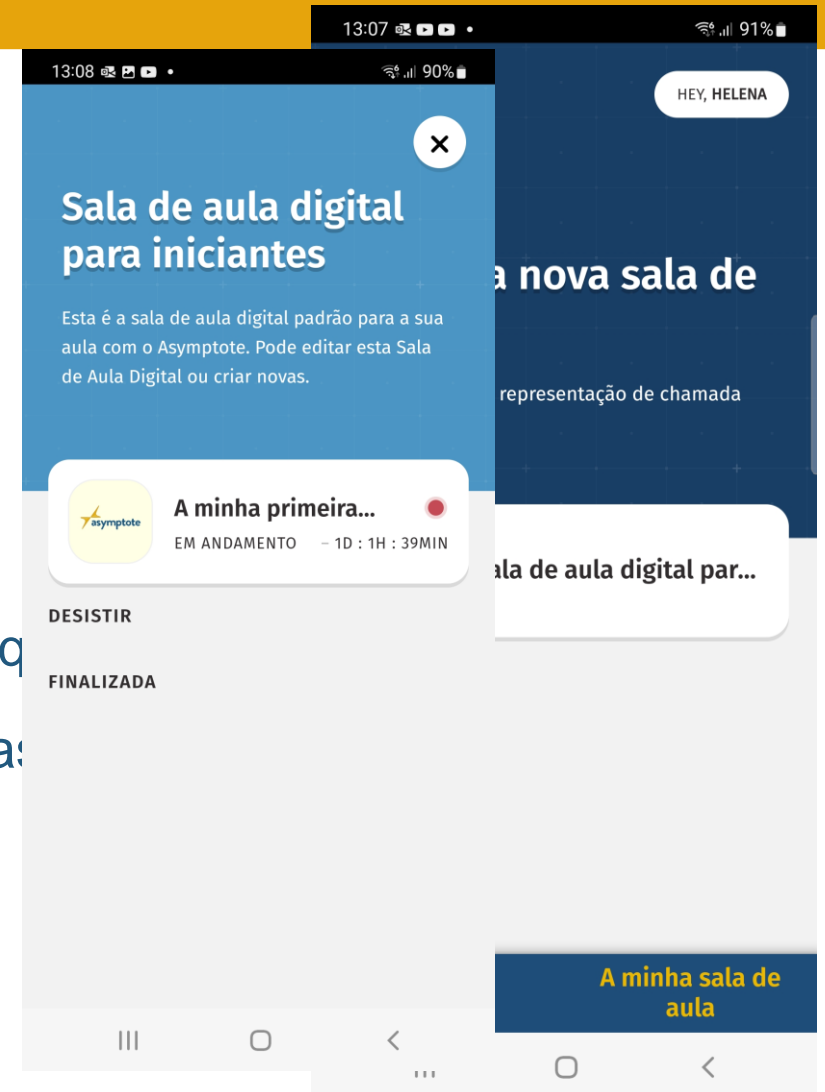 13:08
90%
Sala de aula digital
para iniciantes
Esta é a sala de aula digital padrão para a sua
aula com o Asymptote. Pode editar esta Sala
de Aula Digital ou criar novas.
asymptote
A minha primeira...
EM ANDAMENTO – 1D : 1H : 39MIN
DESISTIR
FINALIZADA
13:07
91%
HEY, HELENA
a nova sala de
representação de chamada
ala de aula digital par...
A minha sala de
aula
q
as